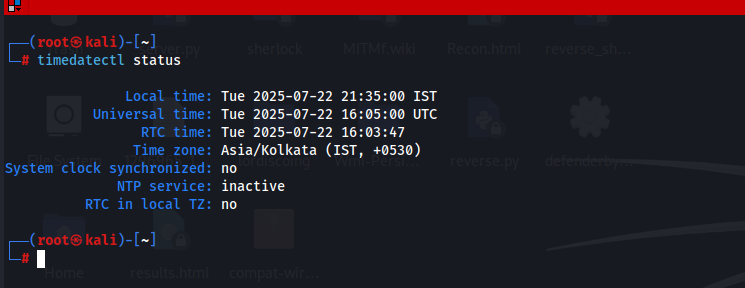 ┌──(root㉿kali)-[~]
└─# timedatectl status
Local time: Tue 2025-07-22 21:35:00 IST
Universal time: Tue 2025-07-22 16:05:00 UTC
RTC time: Tue 2025-07-22 16:03:47
Time zone: Asia/Kolkata (IST, +0530)
System clock synchronized: no
NTP service: inactive
RTC in local TZ: no
┌──(root㉿kali)-[~]
└─#
sherlock
MITMf.wiki
Recon.html
reverse_sh...
File System
reverse.py
defenderby...
Home
results.html
compat-wir...